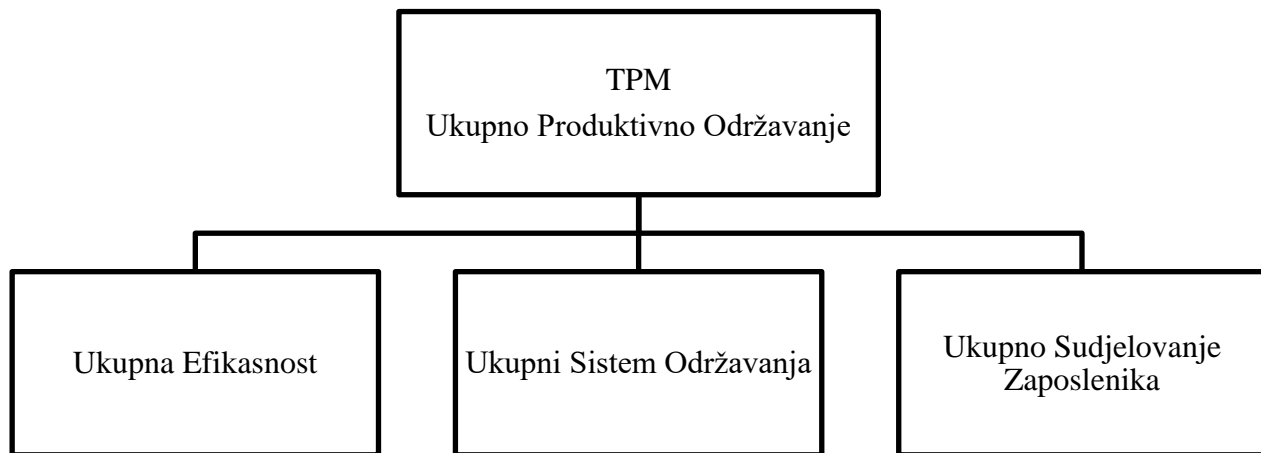 TPM
Ukupno Produktivno Održavanje
Ukupna Efikasnost
Ukupni Sistem Održavanja
Ukupno Sudjelovanje
Zaposlenika